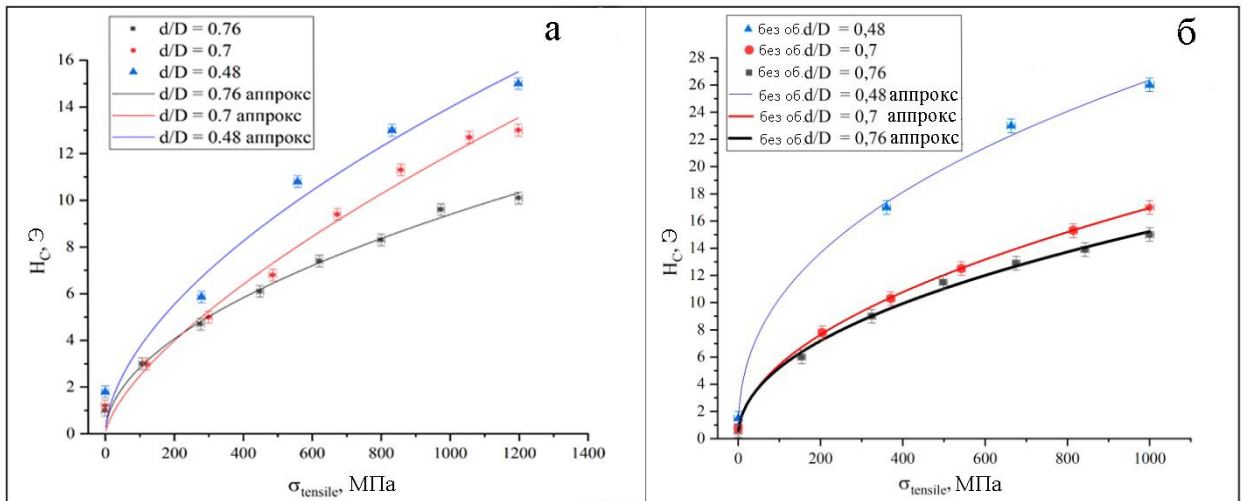 d/D = 0.76
d/D = 0.7
d/D = 0.48
d/D = 0.76 аппрокс
d/D = 0.7 аппрокс
d/D = 0.48 аппрокс
а
16
14
12
10
8
6
4
2
0
H_C, Э
0 200 400 600 800 1000 1200 1400
σ_tensile, МПа
без об.d/D = 0,48
без об.d/D = 0,7
без об.d/D = 0,76
без об.d/D = 0,48 аппрокс
без об.d/D = 0,7 аппрокс
без об.d/D = 0,76 аппрокс
б
28
26
24
22
20
18
16
14
12
10
8
6
4
2
0
H_C, Э
0 200 400 600 800 1000
σ_tensile, МПа